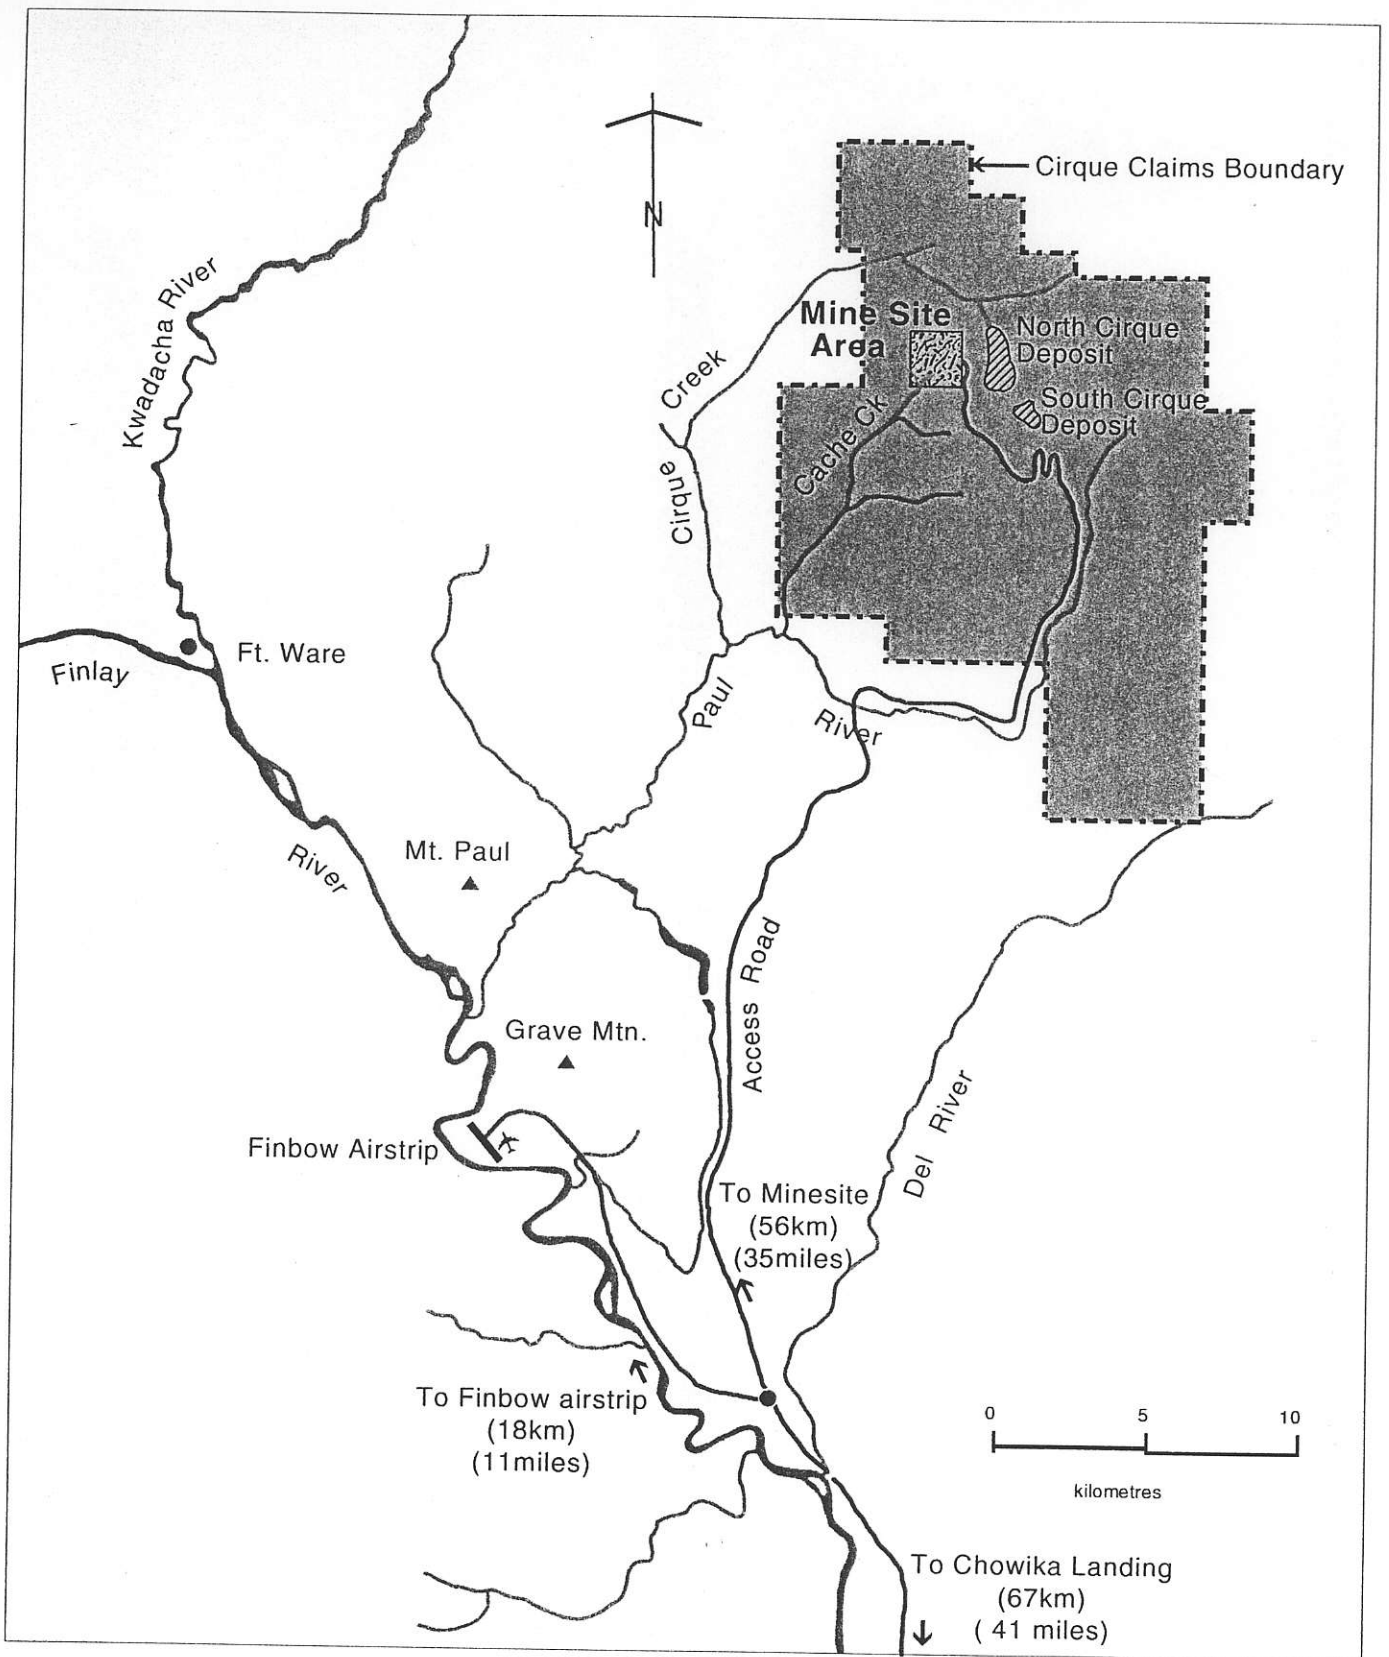 Cirque Claims Boundary
N
Kwadacha River
Mine Site
Area
North Cirque
Deposit
South Cirque
Deposit
Cirque Creek
Cache Ck
Ft. Ware
Finlay
River
Paul
River
Mt. Paul
Access Road
Grave Mtn.
Del River
Finbow Airstrip
To Minesite
(56km)
(35miles)
To Finbow airstrip
(18km)
(11miles)
0 5 10
kilometres
To Chowika Landing
(67km)
( 41 miles)